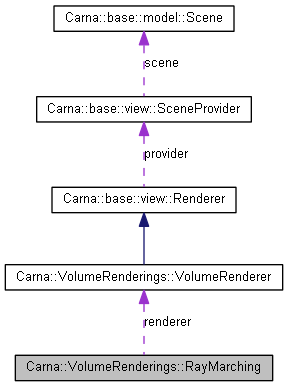 Carna::base::model::Scene
scene
Carna::base::view::SceneProvider
provider
Carna::base::view::Renderer
Carna::VolumeRenderings::VolumeRenderer
renderer
Carna::VolumeRenderings::RayMarching